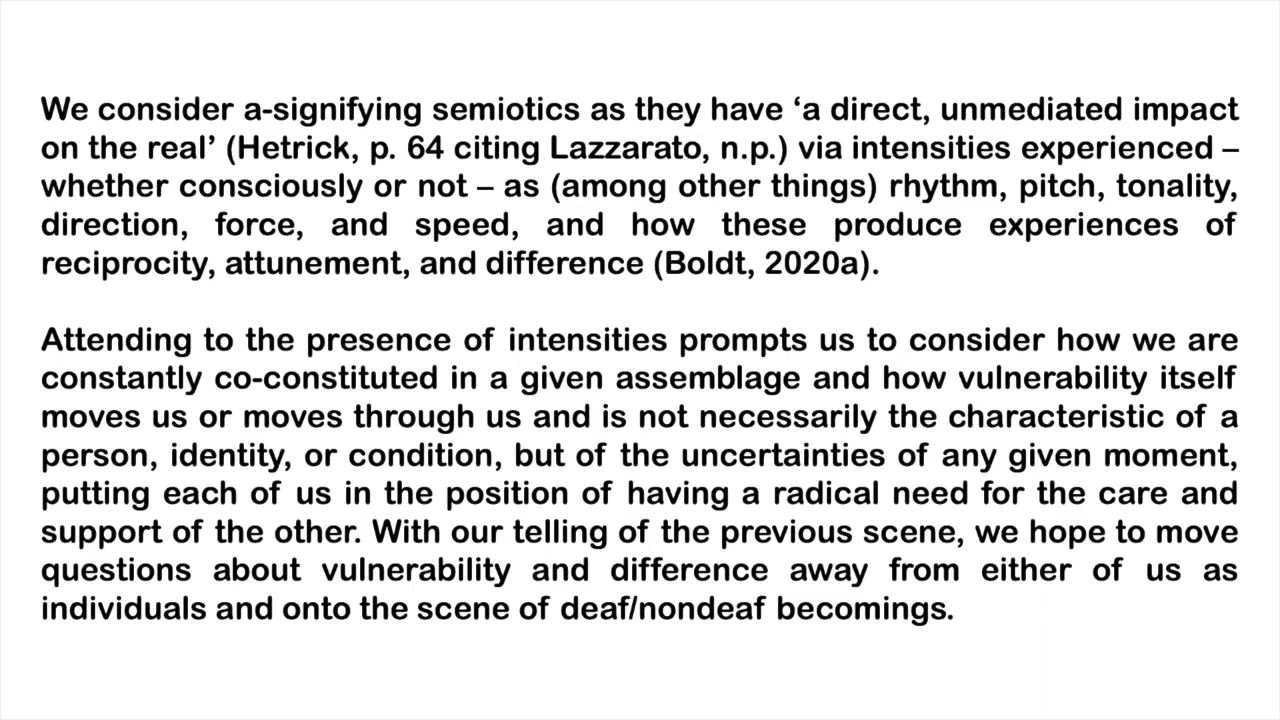 We consider a-signifying semiotics as they have ‘a direct, unmediated impact
on the real’ (Hetrick, p. 64 citing Lazzarato, n.p.) via intensities experienced –
whether consciously or not – as (among other things) rhythm, pitch, tonality,
direction, force, and speed, and how these produce experiences of
reciprocity, attunement, and difference (Boldt, 2020a).
Attending to the presence of intensities prompts us to consider how we are
constantly co-constituted in a given assemblage and how vulnerability itself
moves us or moves through us and is not necessarily the characteristic of a
person, identity, or condition, but of the uncertainties of any given moment,
putting each of us in the position of having a radical need for the care and
support of the other. With our telling of the previous scene, we hope to move
questions about vulnerability and difference away from either of us as
individuals and onto the scene of deaf/nondeaf becomings.